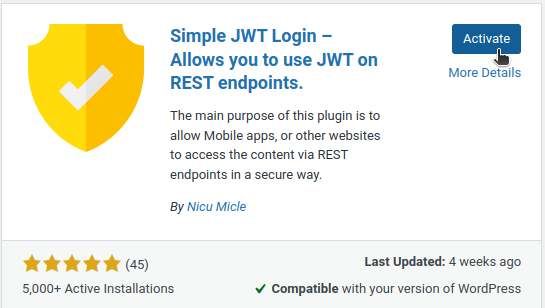 Simple JWT Login –
Allows you to use JWT on
REST endpoints.
Activate
More Details
The main purpose of this plugin is to
allow Mobile apps, or other websites
to access the content via REST
endpoints in a secure way.
By Nicu Micle
(45)
Last Updated: 4 weeks ago
5,000+ Active Installations
Compatible with your version of WordPress